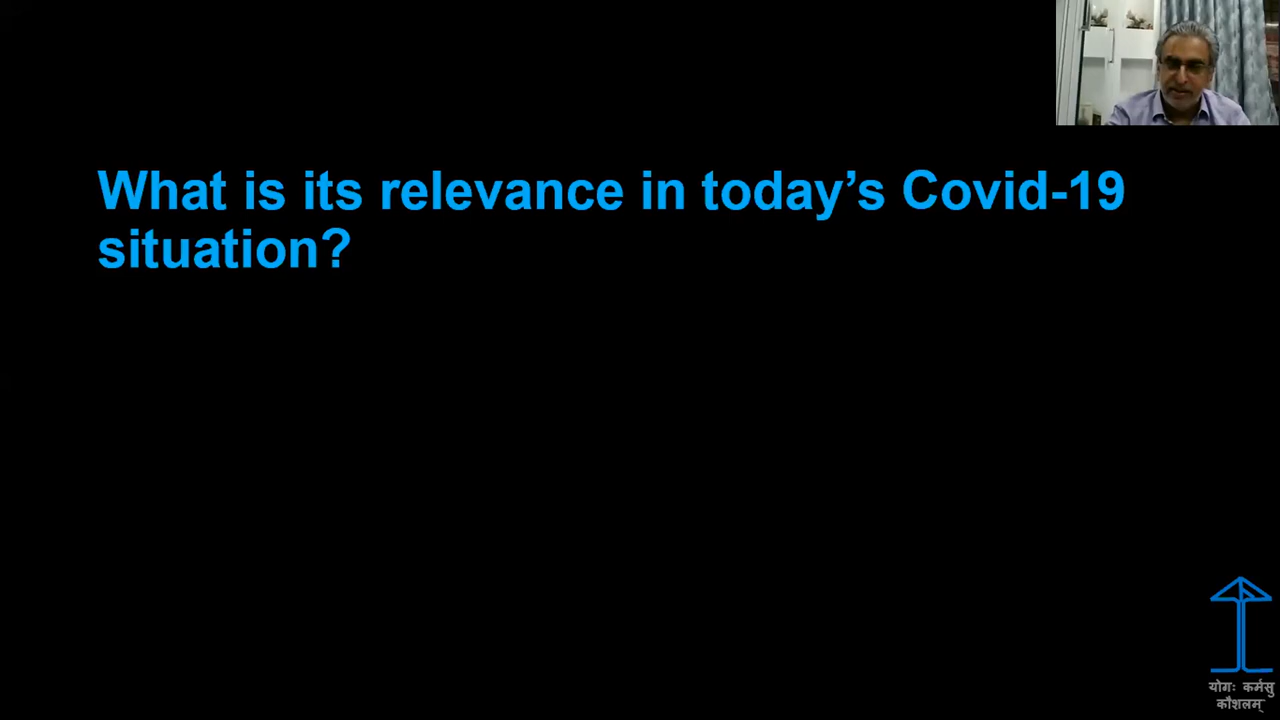 What is its relevance in today’s Covid-19
situation?
योगः कर्मसु
कौशलम्